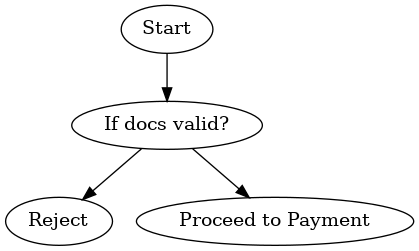 Start
If docs valid?
Reject
Proceed to Payment